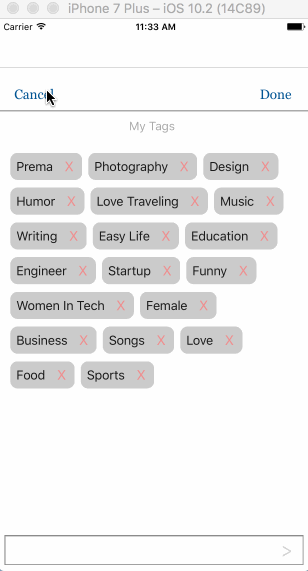 iPhone 7 Plus – iOS 10.2 (14C89)
Carrier 11:33 AM
Cancel Done
My Tags
Prema X Photography X Design X
Humor X Love Traveling X Music X
Writing X Easy Life X Education X
Engineer X Startup X Funny X
Women In Tech X Female X
Business X Songs X Love X
Food X Sports X
>